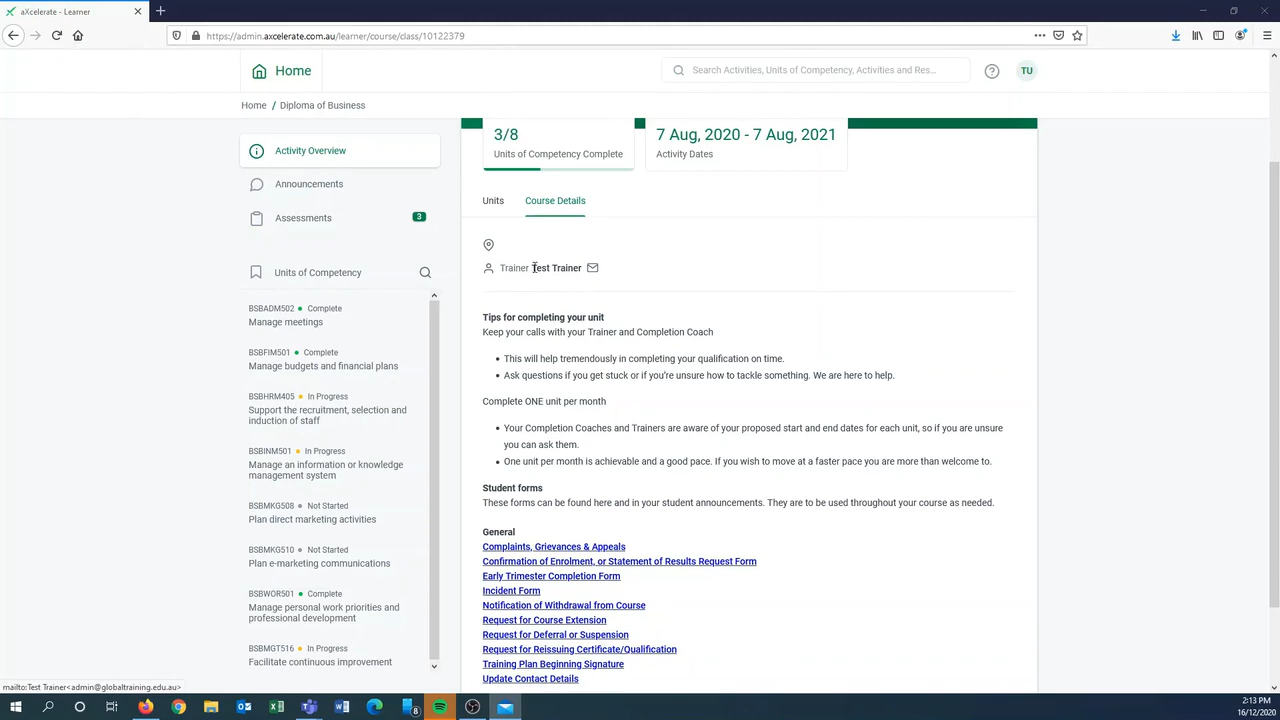 aXcelerate - Learner
https://admin.axcelerate.com.au/learner/course/class/10122379
Home
Search Activities, Units of Competency, Activities and Res...
TU
Home / Diploma of Business
Activity Overview
Announcements
Assessments
3
Units of Competency
BSBADM502 Complete
Manage meetings
BSBFIM501 Complete
Manage budgets and financial plans
BSBHRM405 In Progress
Support the recruitment, selection and
induction of staff
BSBINM501 In Progress
Manage an information or knowledge
management system
BSBMKG508 Not Started
Plan direct marketing activities
BSBMKG510 Not Started
Plan e-marketing communications
BSBWOR501 Complete
Manage personal work priorities and
professional development
BSBMGT516 In Progress
Facilitate continuous improvement
3/8
Units of Competency Complete
7 Aug, 2020 - 7 Aug, 2021
Activity Dates
Units
Course Details
Trainer Test Trainer
Tips for completing your unit
Keep your calls with your Trainer and Completion Coach
• This will help tremendously in completing your qualification on time.
• Ask questions if you get stuck or if you're unsure how to tackle something. We are here to help.
Complete ONE unit per month
• Your Completion Coaches and Trainers are aware of your proposed start and end dates for each unit, so if you are unsure
you can ask them.
• One unit per month is achievable and a good pace. If you wish to move at a faster pace you are more than welcome to.
Student forms
These forms can be found here and in your student announcements. They are to be used throughout your course as needed.
General
Complaints, Grievances & Appeals
Confirmation of Enrolment, or Statement of Results Request Form
Early Trimester Completion Form
Incident Form
Notification of Withdrawal from Course
Request for Course Extension
Request for Deferral or Suspension
Request for Reissuing Certificate/Qualification
Training Plan Beginning Signature
Update Contact Details
mailto:Test Trainer<admin@globaltraining.edu.au>
8
2:13 PM
16/12/2020